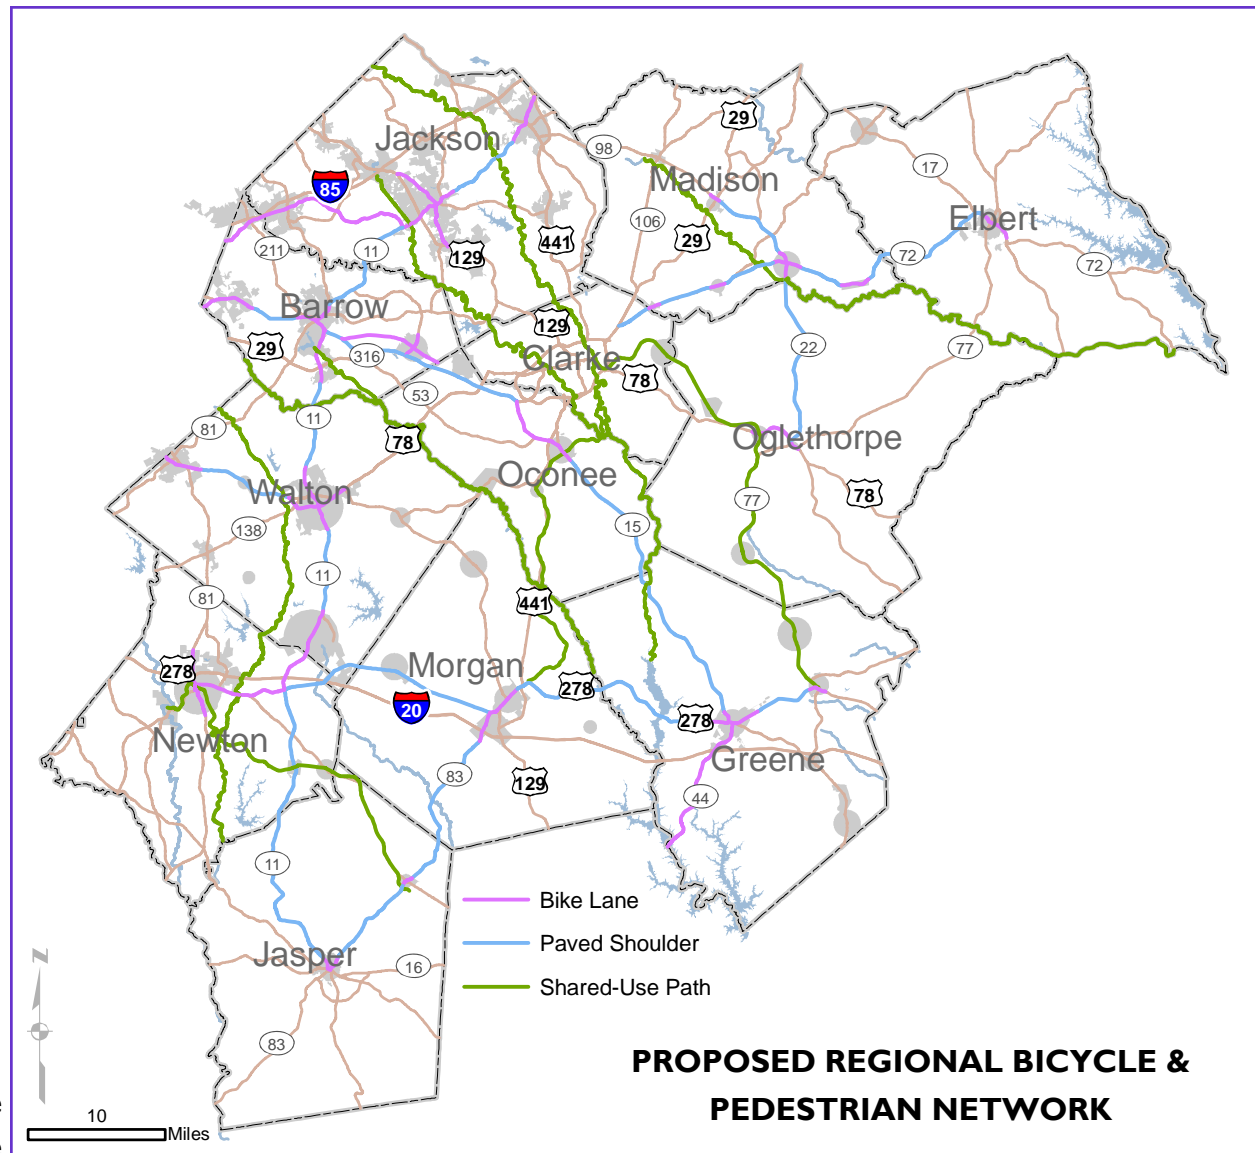 29
98
Jackson
17
Madison
85
106
Elbert
29
441
211
11
129
72
72
Barrow
129
22
29
316
Clarke
77
78
53
11
81
78
Oglethorpe
Oconee
Walton
78
77
138
15
11
81
441
Morgan
278
278
20
278
Newton
Greene
83
129
44
11
Bike Lane
Paved Shoulder
Jasper
16
Shared-Use Path
N
83
PROPOSED REGIONAL BICYCLE &
PEDESTRIAN NETWORK
10
Miles